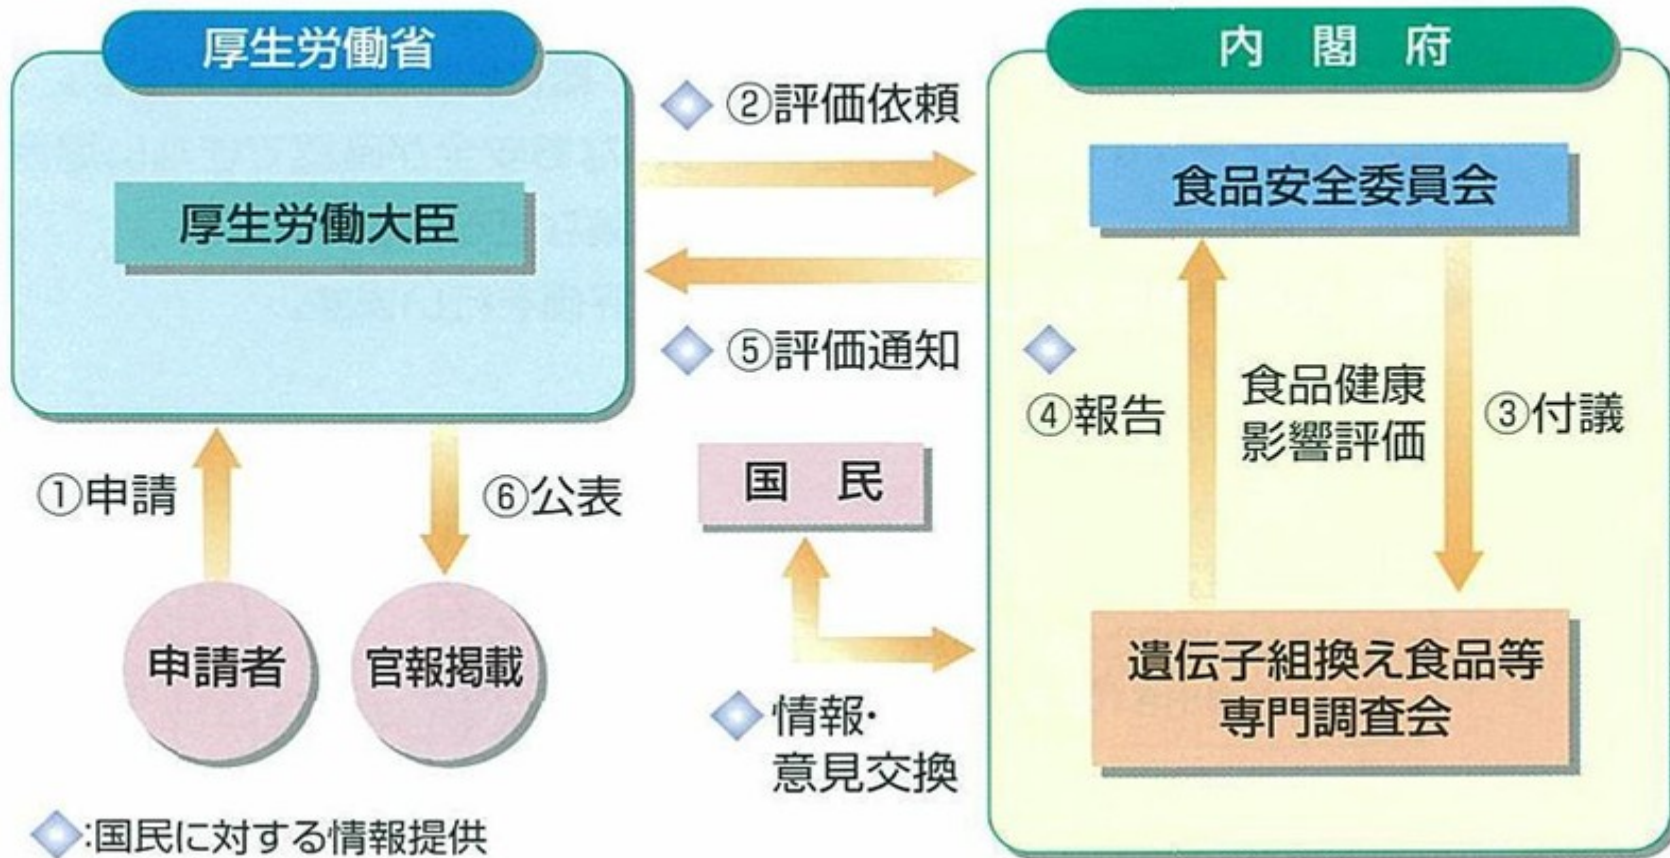 厚生労働省
厚生労働大臣
②評価依頼
⑤評価通知
内 閣 府
食品安全委員会
④報告
食品健康
影響評価
③付議
遺伝子組換え食品等
専門調査会
①申請
⑥公表
申請者
官報掲載
国 民
情報・
意見交換
:国民に対する情報提供